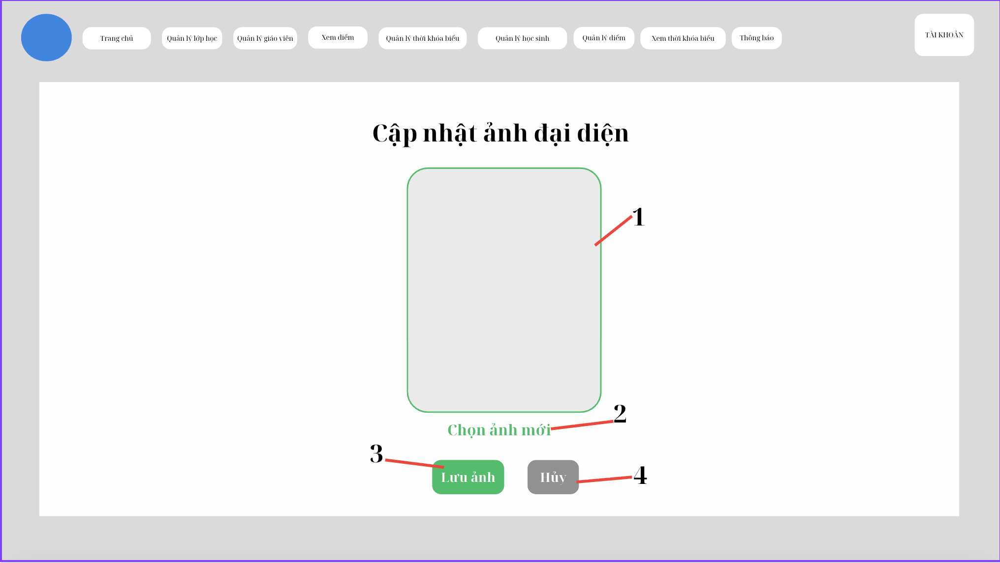 Trang chủ
Quản lý lớp học
Quản lý giáo viên
Xem điểm
Quản lý thời khóa biểu
Quản lý học sinh
Quản lý điểm
Xem thời khóa biểu
Thông báo
TÀI KHOẢN
Cập nhật ảnh đại diện
1
2
Chọn ảnh mới
3
Lưu ảnh
Hủy
4